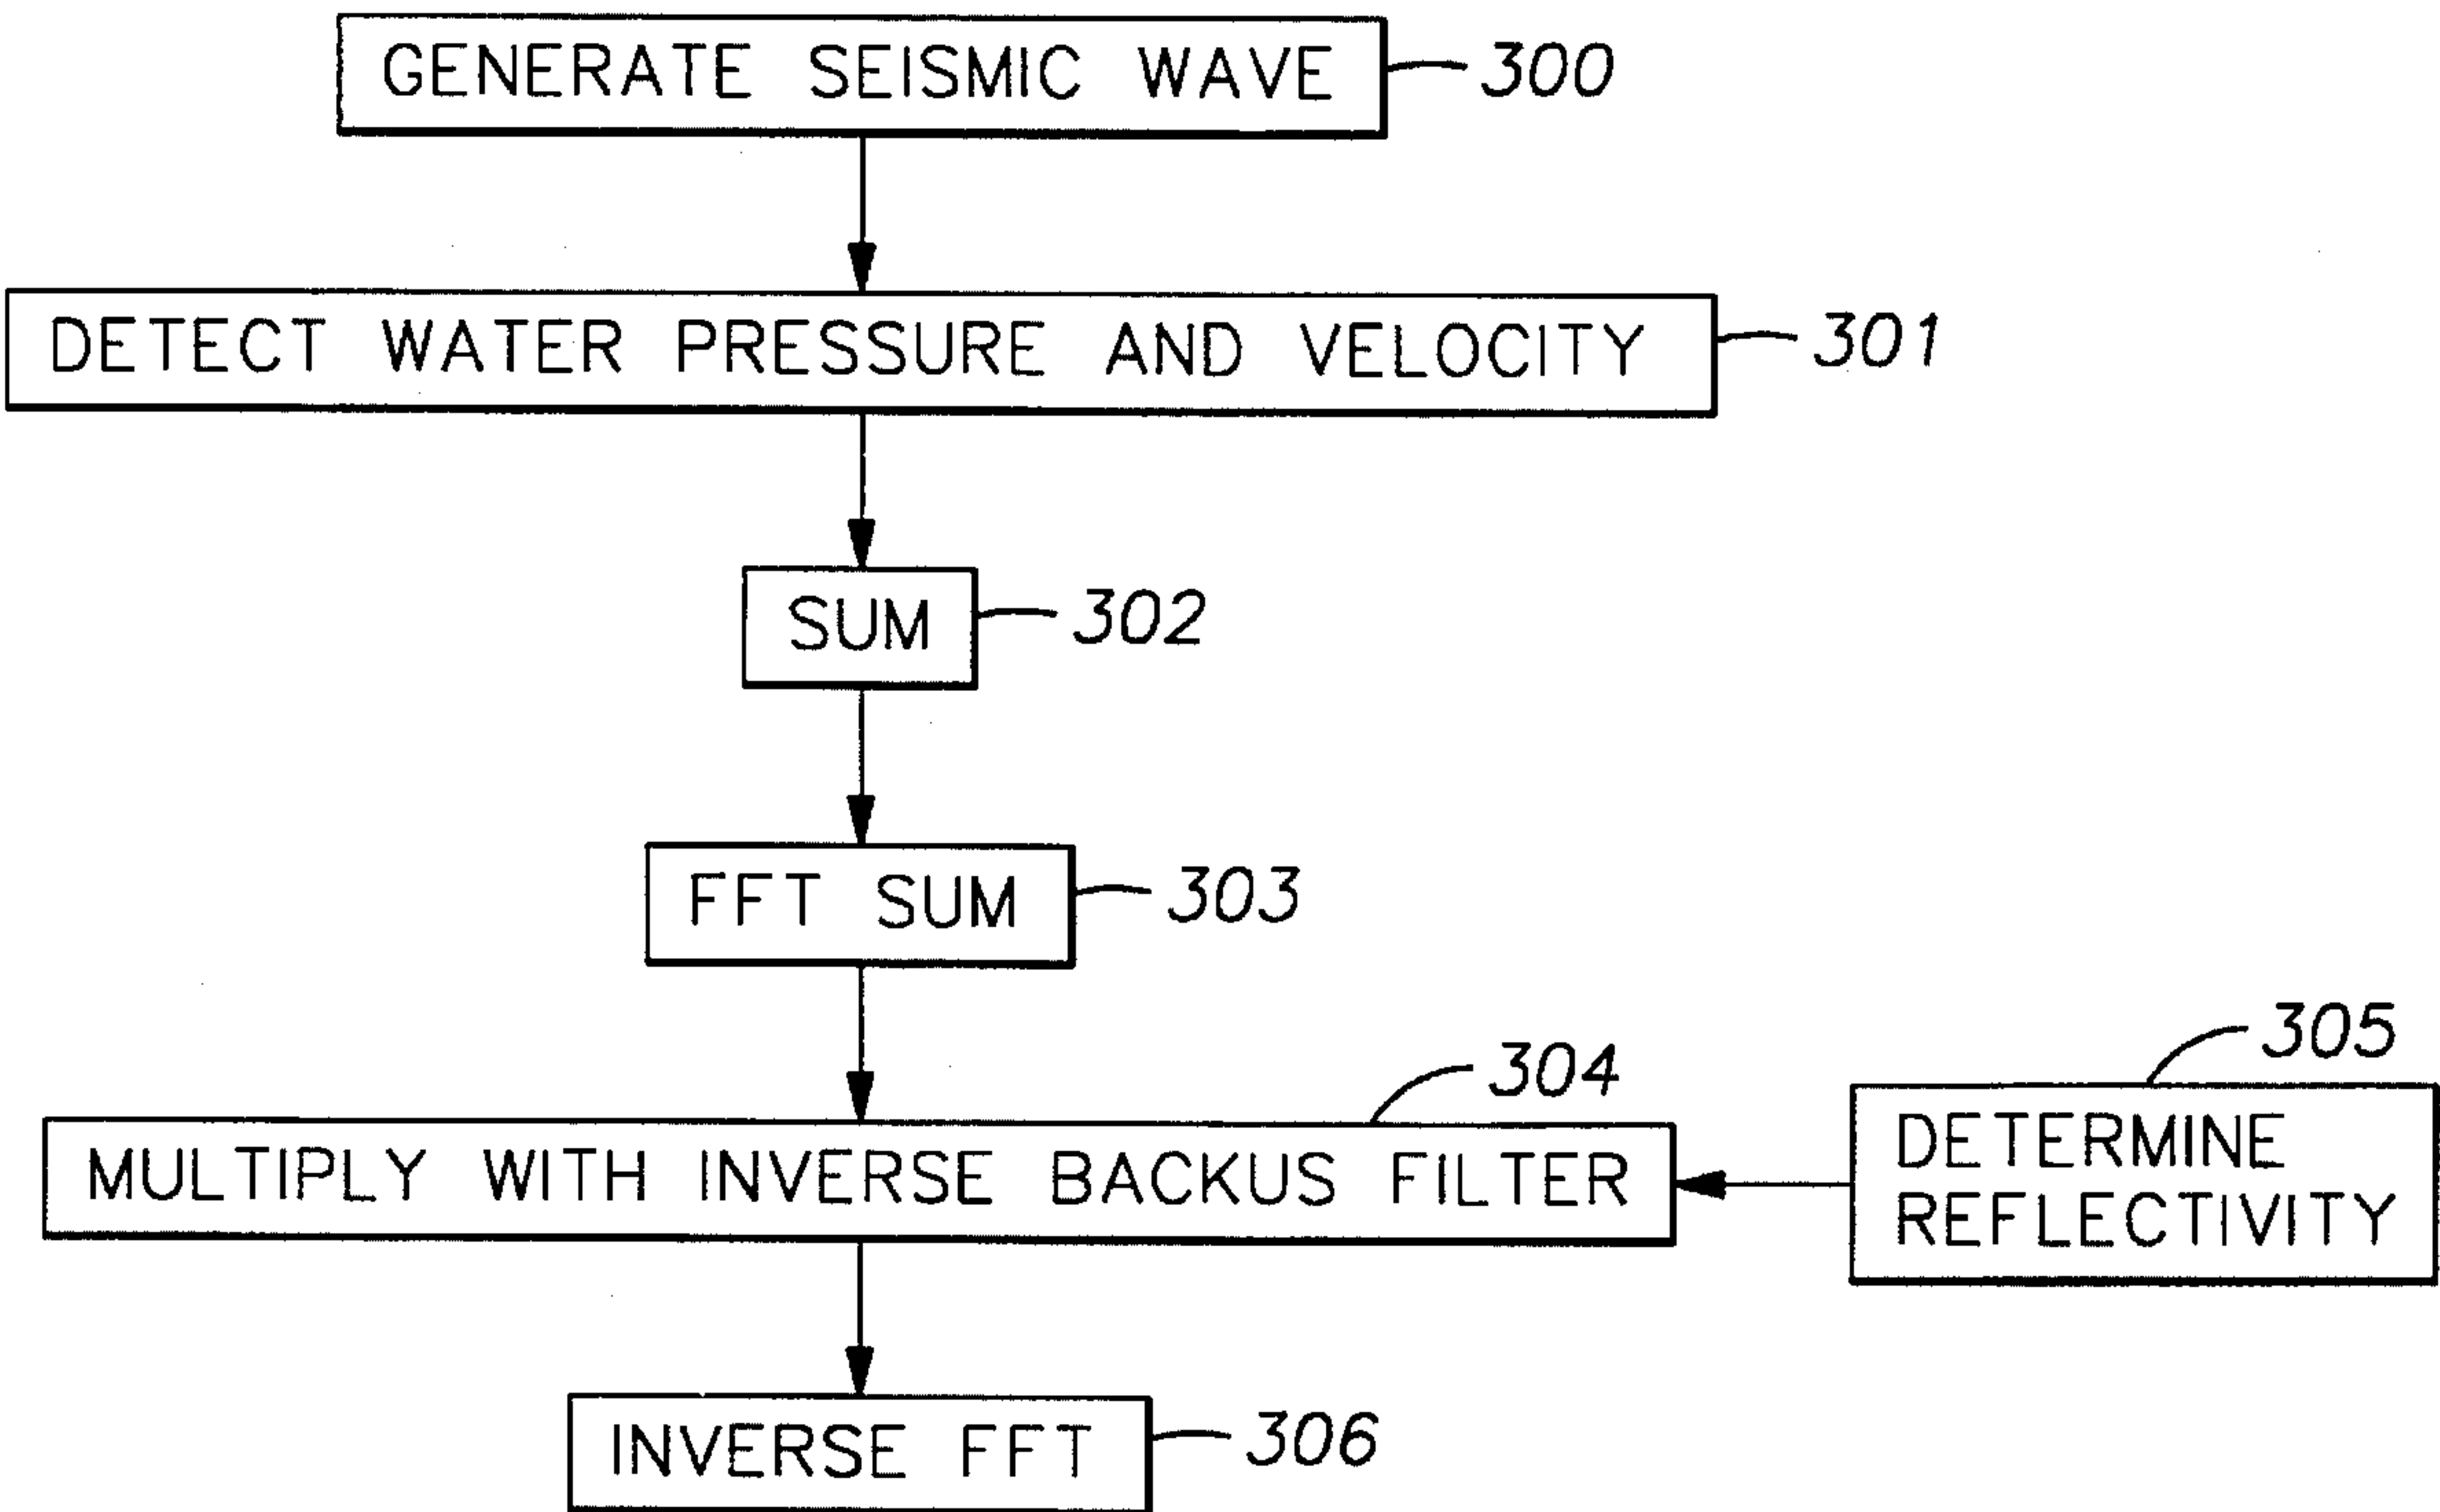 GENERATE SEISMIC WAVE
300
DETECT WATER PRESSURE AND VELOCITY
301
SUM
302
FFT SUM
303
MULTIPLY WITH INVERSE BACKUS FILTER
304
DETERMINE
REFLECTIVITY
305
INVERSE FFT
306